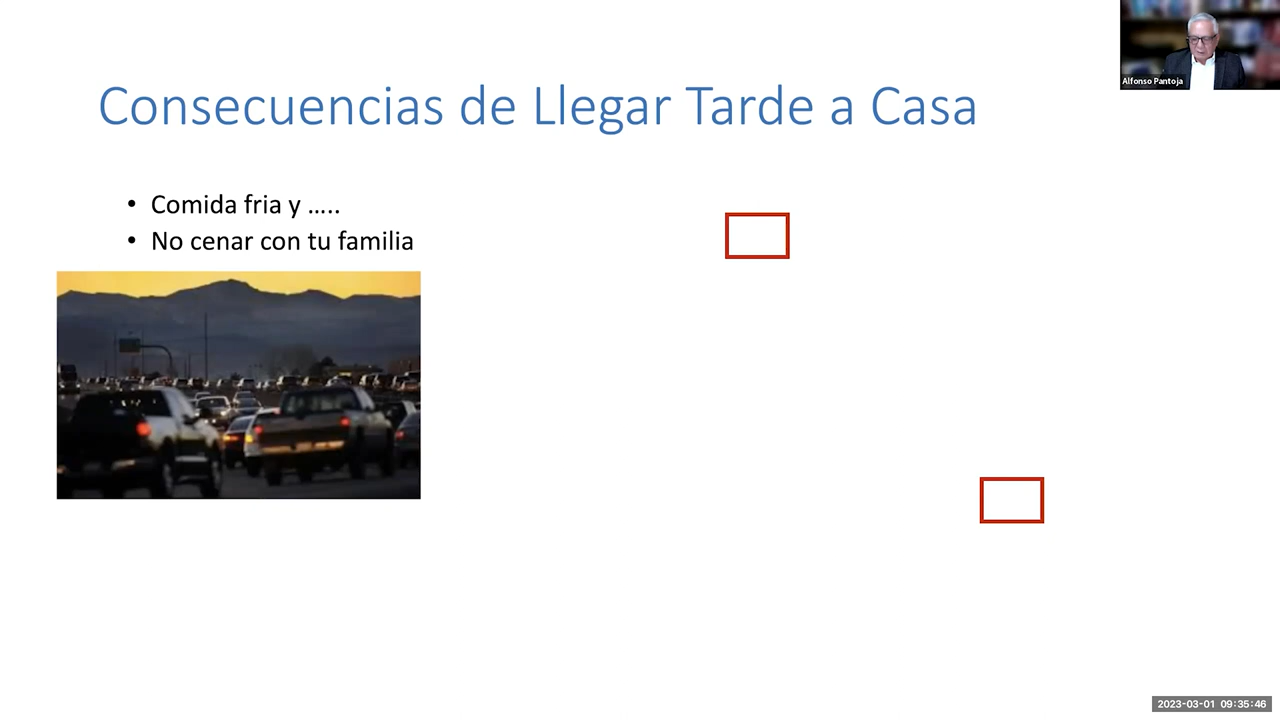 Alfonso Pantoja
Consecuencias de Llegar Tarde a Casa
• Comida fria y …..
• No cenar con tu familia
2023-03-01 09:35:46